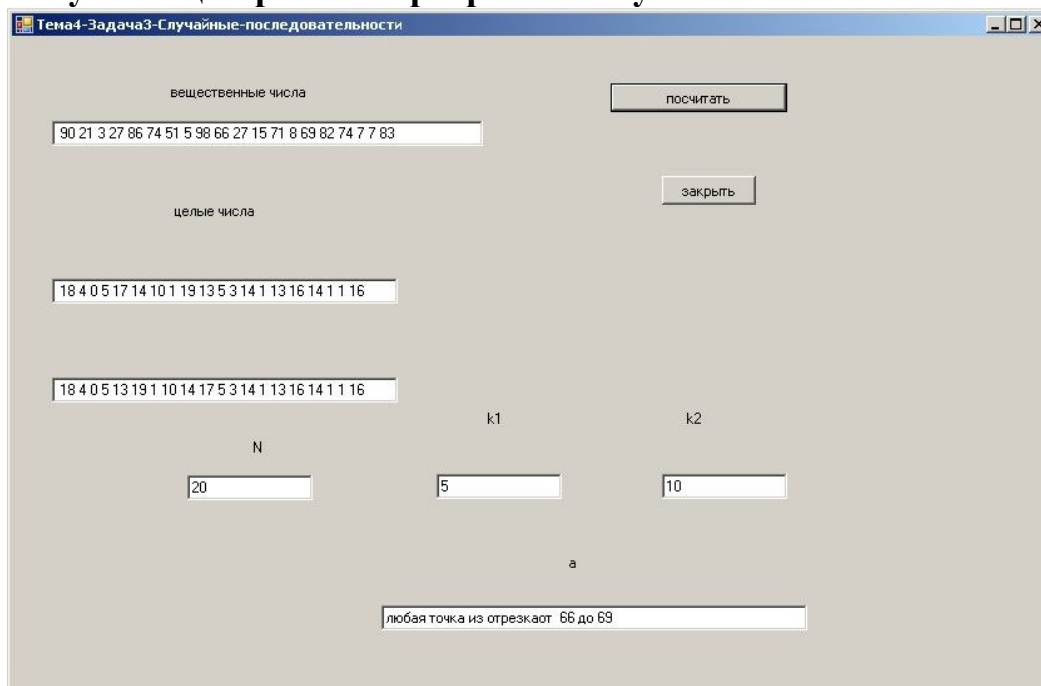 Тема4-Задача3-Случайные-последовательности
вещественные числа
посчитать
90 21 3 27 86 74 51 5 98 66 27 15 71 8 69 82 74 7 7 83
закрыть
целые числа
18 4 0 5 17 14 10 1 19 13 5 3 14 1 13 16 14 1 1 16
18 4 0 5 13 19 1 10 14 17 5 3 14 1 13 16 14 1 1 16
k1 k2
N
20 5 10
a
любая точка из отрезкаот 66 до 69